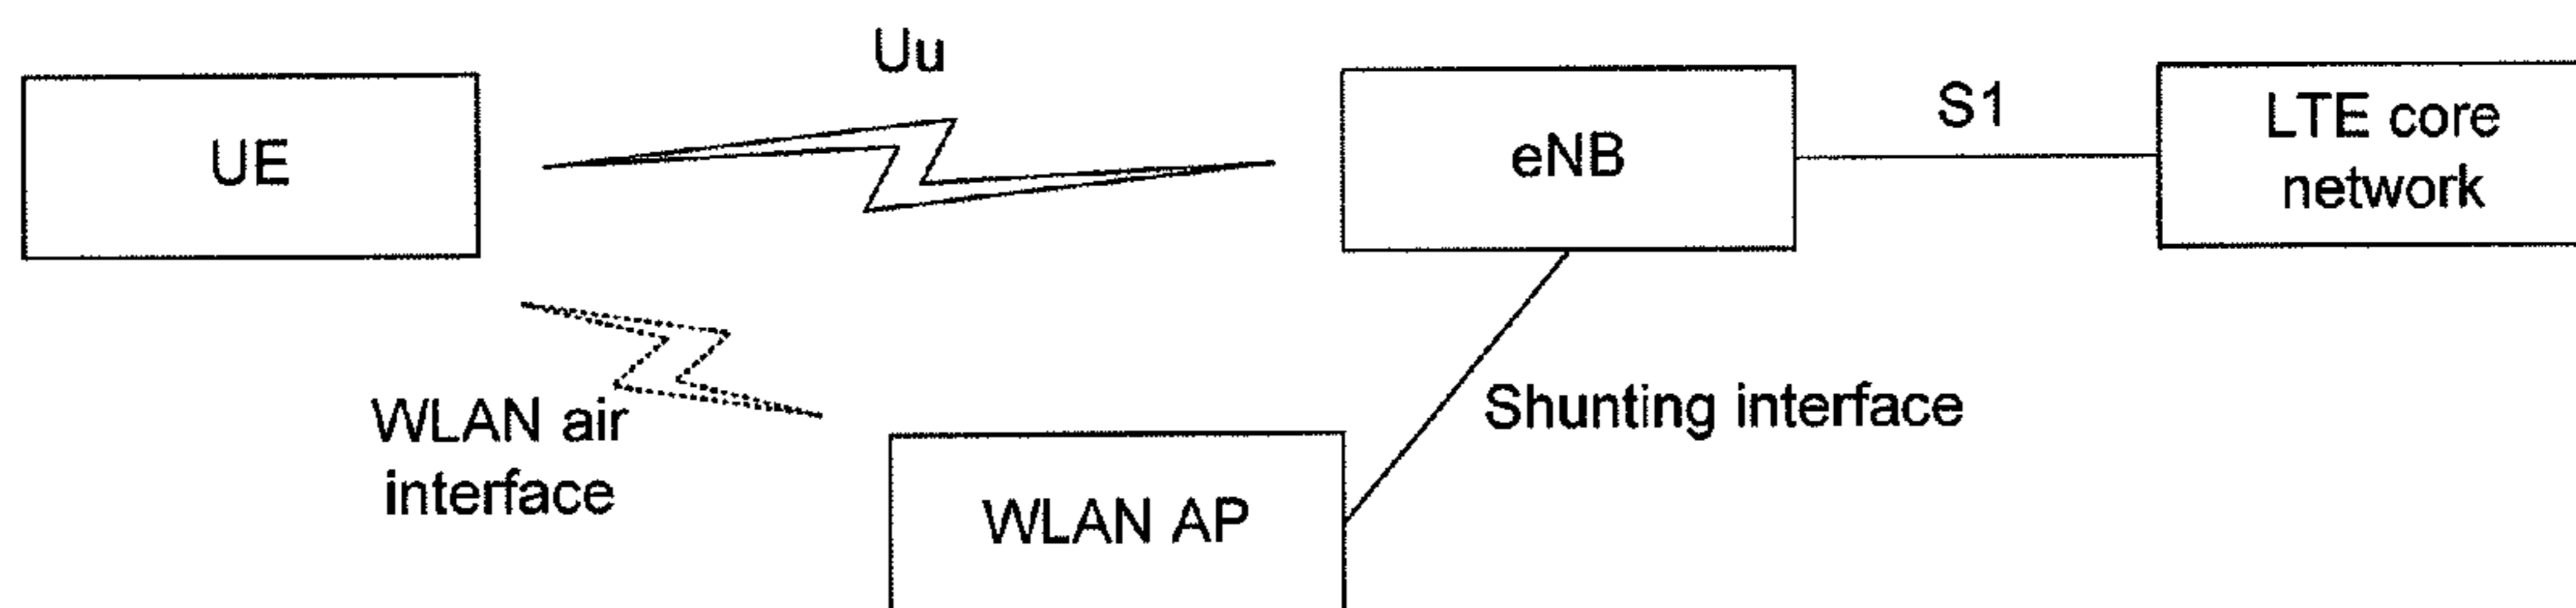 Uu
UE
eNB
S1
LTE core
network
WLAN air
interface
Shunting interface
WLAN AP